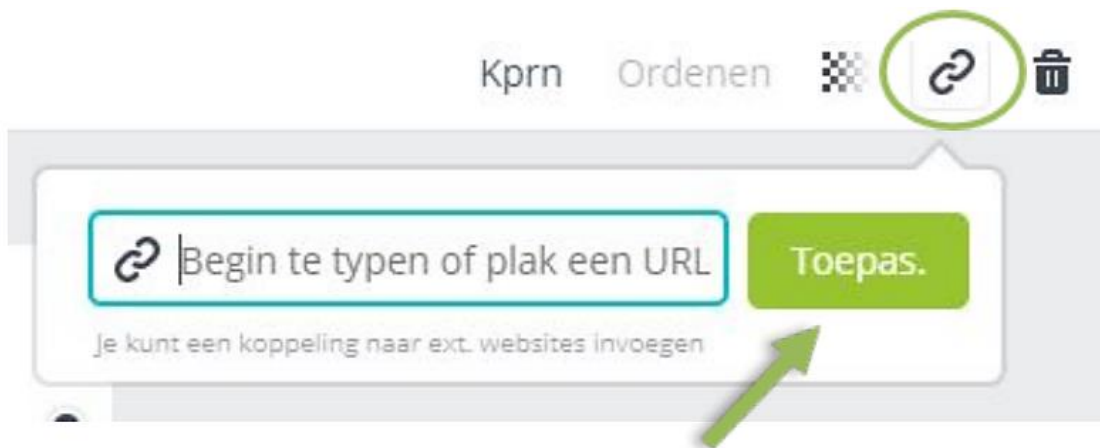 Kprn Ordenen
Begin te typen of plak een URL Toepas.
Je kunt een koppeling naar ext. websites invoegen